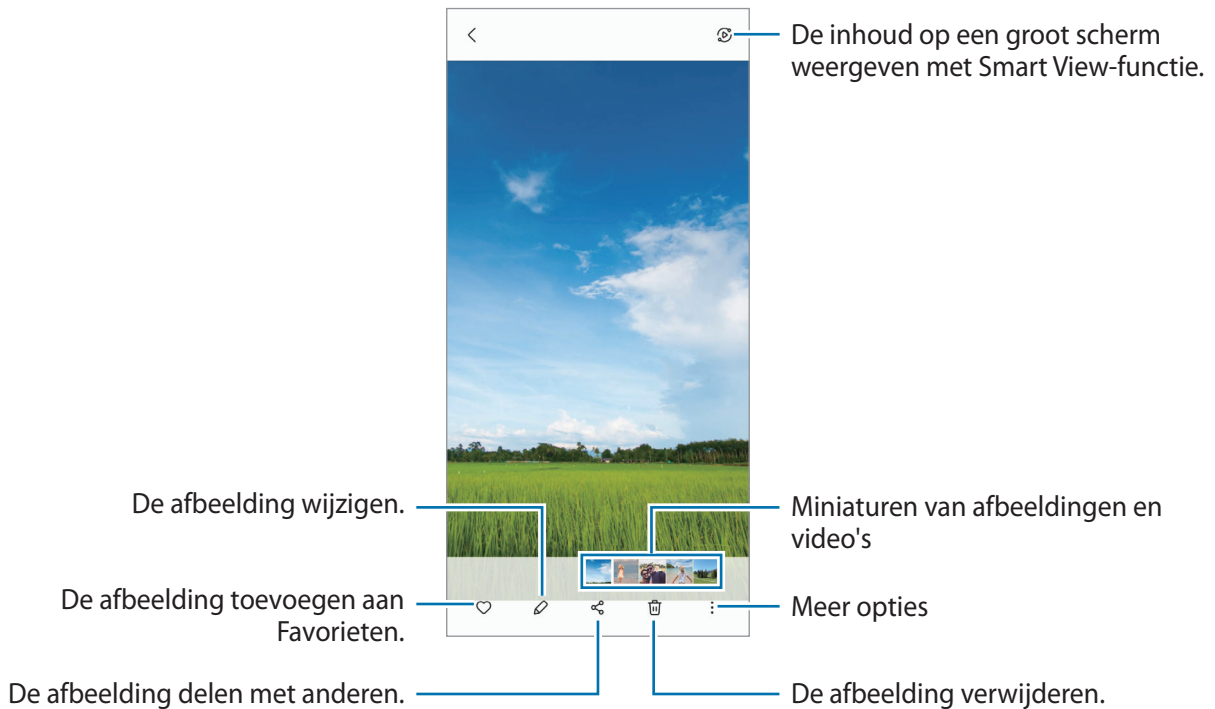 De inhoud op een groot scherm
weergeven met Smart View-functie.
De afbeelding wijzigen.
Miniaturen van afbeeldingen en
video's
De afbeelding toevoegen aan
Favorieten.
Meer opties
De afbeelding delen met anderen.
De afbeelding verwijderen.